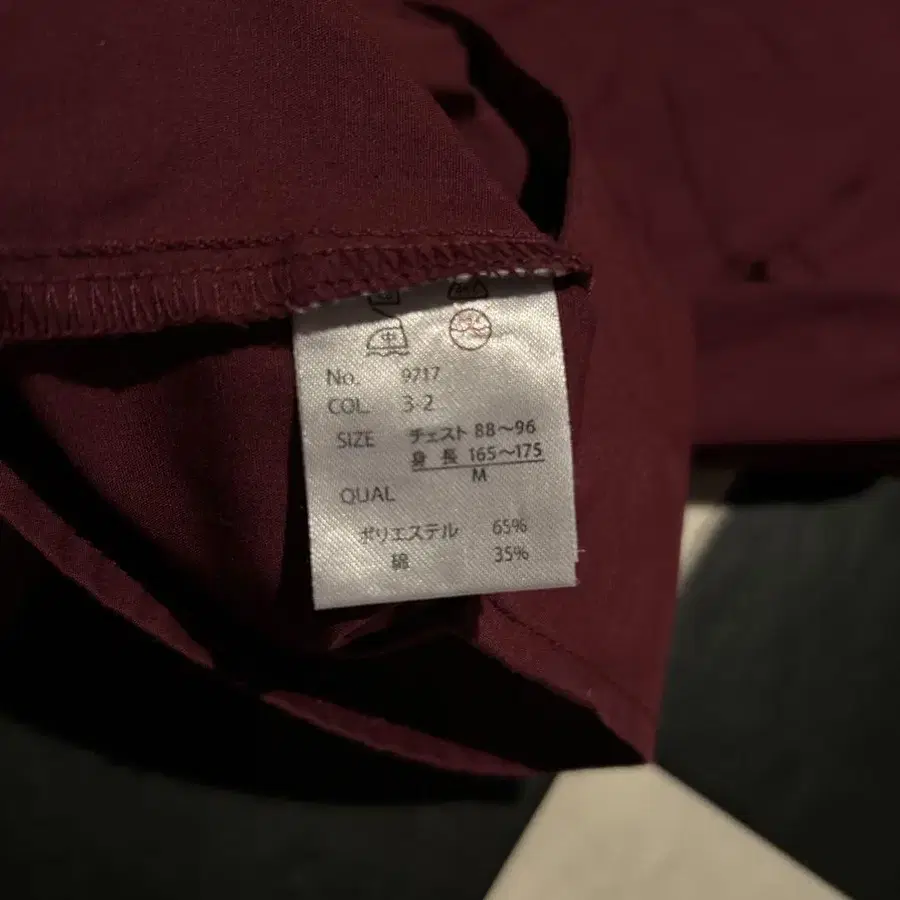 No. 9717
COL. 3-2
SIZE チェスト 88～96
身 長 165～175
M
QUAL
ポリエステル 65%
綿 35%